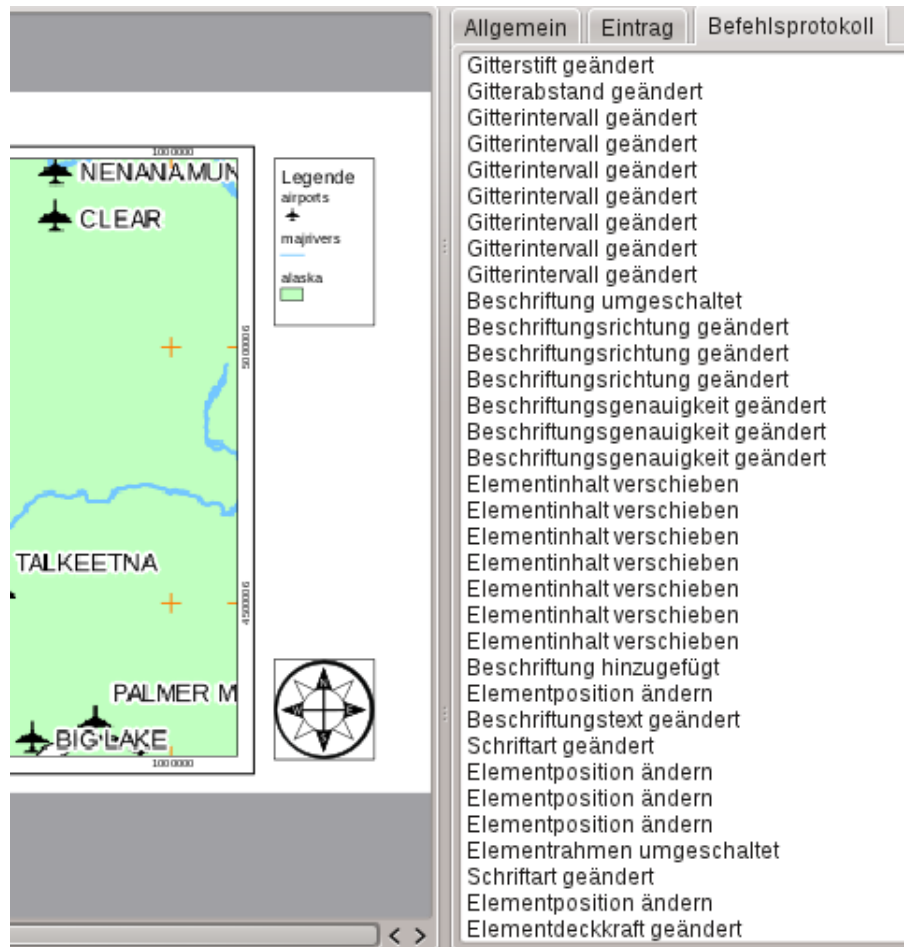 Allgemein
Eintrag
Befehlsprotokoll
1000000
NENANA MUN
CLEAR
500000
TALKEETNA
450000
PALMER M
BIG LAKE
1000000
Legende
airports
majrivers
alaska
N
W
E
S
Gitterstift geändert
Gitterabstand geändert
Gitterintervall geändert
Gitterintervall geändert
Gitterintervall geändert
Gitterintervall geändert
Gitterintervall geändert
Gitterintervall geändert
Gitterintervall geändert
Beschriftung umgeschaltet
Beschriftungsrichtung geändert
Beschriftungsrichtung geändert
Beschriftungsrichtung geändert
Beschriftungsgenauigkeit geändert
Beschriftungsgenauigkeit geändert
Beschriftungsgenauigkeit geändert
Elementinhalt verschieben
Elementinhalt verschieben
Elementinhalt verschieben
Elementinhalt verschieben
Elementinhalt verschieben
Elementinhalt verschieben
Elementinhalt verschieben
Beschriftung hinzugefügt
Elementposition ändern
Beschriftungstext geändert
Schriftart geändert
Elementposition ändern
Elementposition ändern
Elementposition ändern
Elementrahmen umgeschaltet
Schriftart geändert
Elementposition ändern
Elementdeckkraft geändert